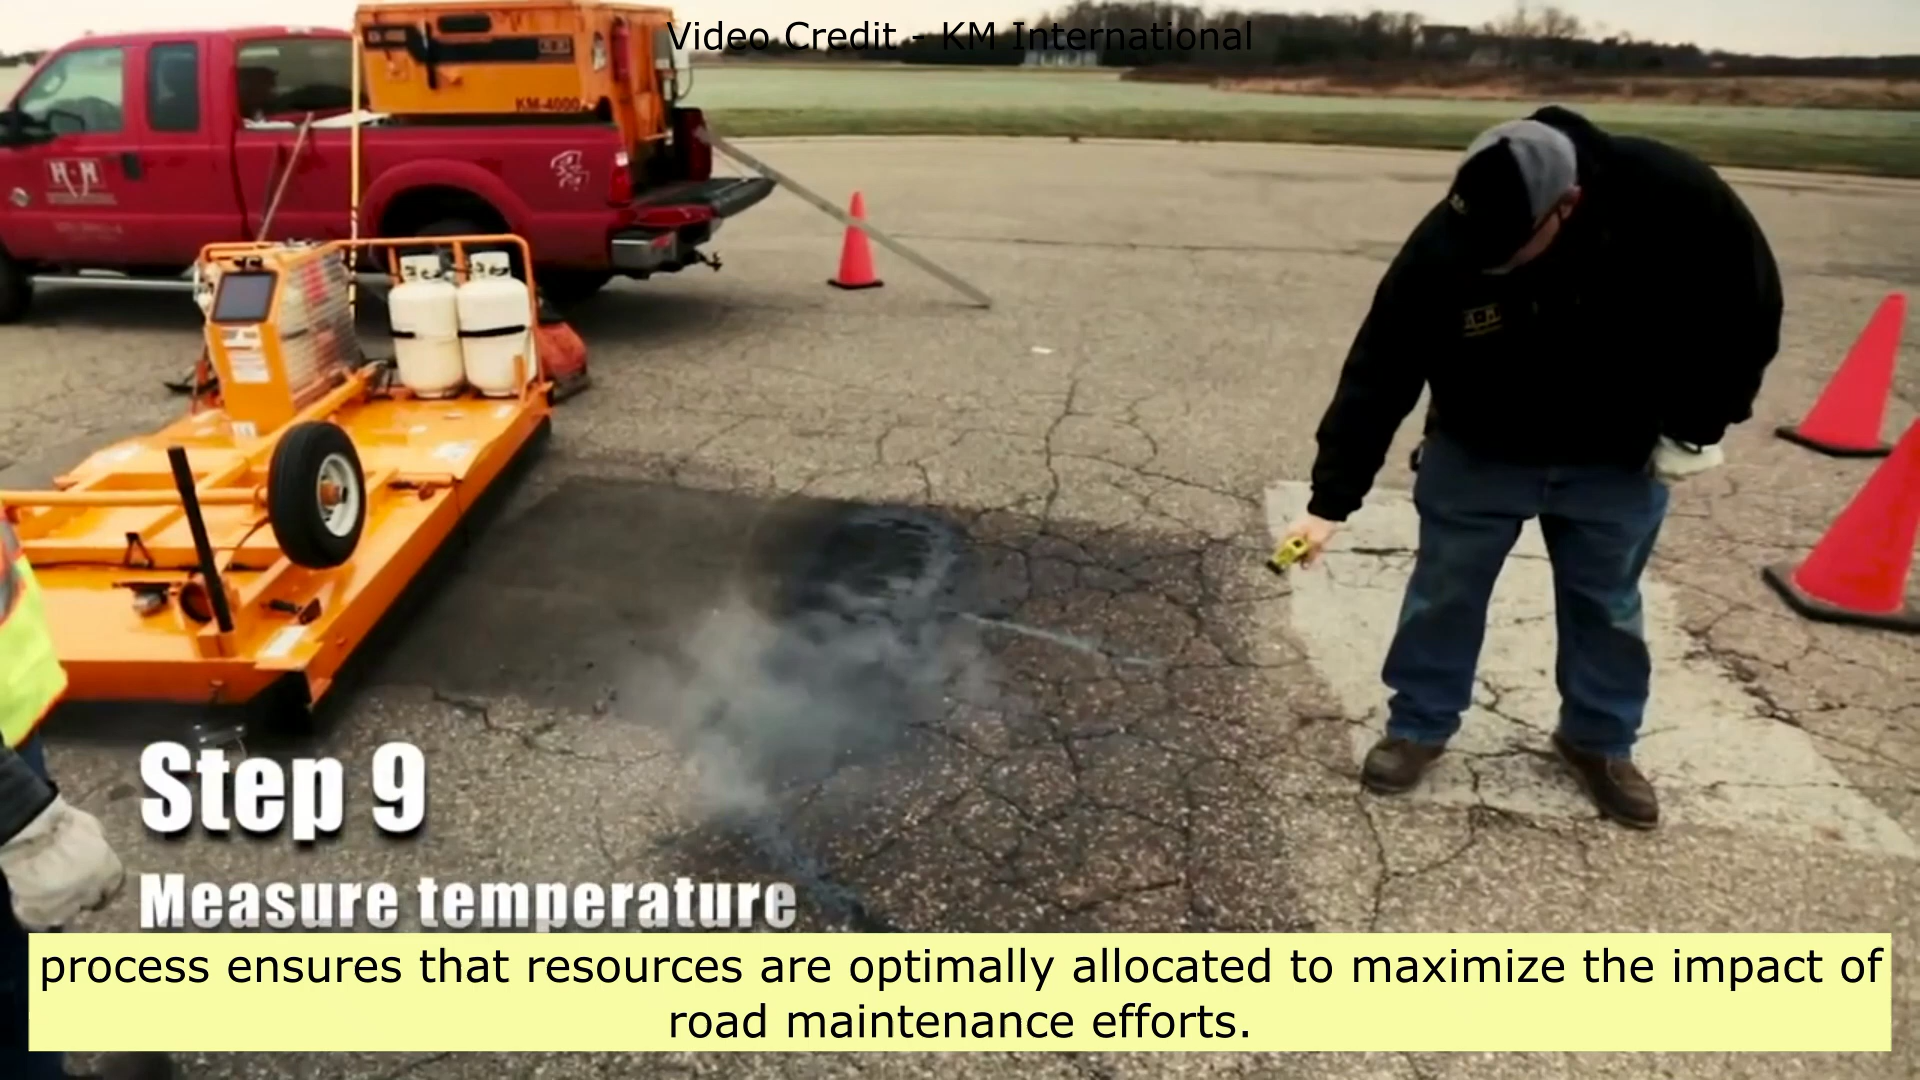 Video Credit - KM International
KM-4000
Step 9
Measure temperature
process ensures that resources are optimally allocated to maximize the impact of
road maintenance efforts.